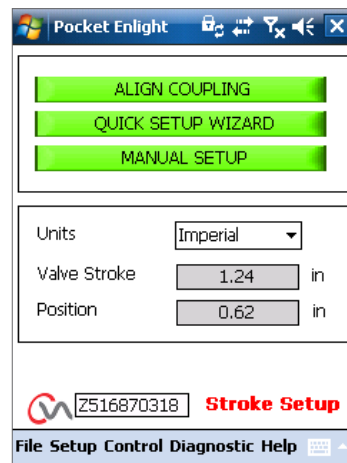 Pocket Enlight
ALIGN COUPLING
QUICK SETUP WIZARD
MANUAL SETUP
Units Imperial
Valve Stroke 1.24 in
Position 0.62 in
Z516870318 Stroke Setup
File Setup Control Diagnostic Help